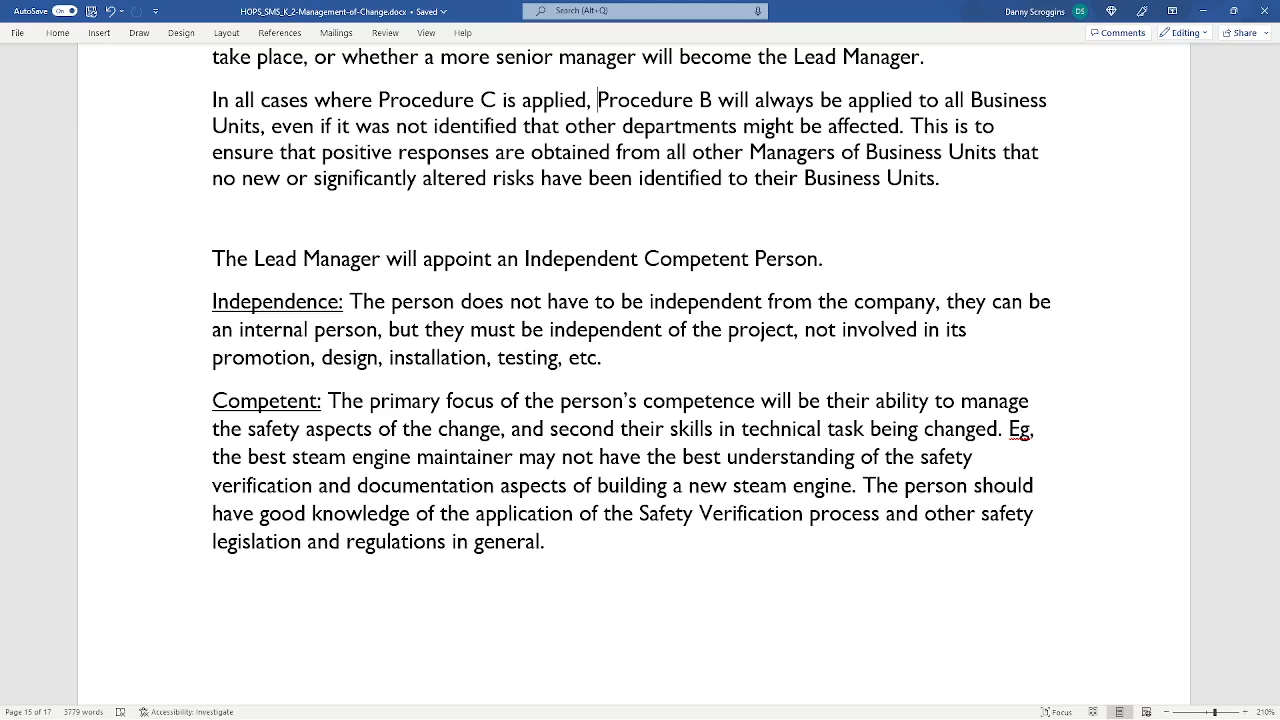 AutoSave On HOPS_SMS_K_2-Management-of-Change.docx • Saved Search (Alt+Q) Danny Scroggins DS
File Home Insert Draw Design Layout References Mailings Review View Help Comments Editing Share
take place, or whether a more senior manager will become the Lead Manager.
In all cases where Procedure C is applied, Procedure B will always be applied to all Business
Units, even if it was not identified that other departments might be affected. This is to
ensure that positive responses are obtained from all other Managers of Business Units that
no new or significantly altered risks have been identified to their Business Units.
The Lead Manager will appoint an Independent Competent Person.
Independence: The person does not have to be independent from the company, they can be
an internal person, but they must be independent of the project, not involved in its
promotion, design, installation, testing, etc.
Competent: The primary focus of the person’s competence will be their ability to manage
the safety aspects of the change, and second their skills in technical task being changed. Eg,
the best steam engine maintainer may not have the best understanding of the safety
verification and documentation aspects of building a new steam engine. The person should
have good knowledge of the application of the Safety Verification process and other safety
legislation and regulations in general.
Page 15 of 17 3779 words Accessibility: Investigate Focus 210%